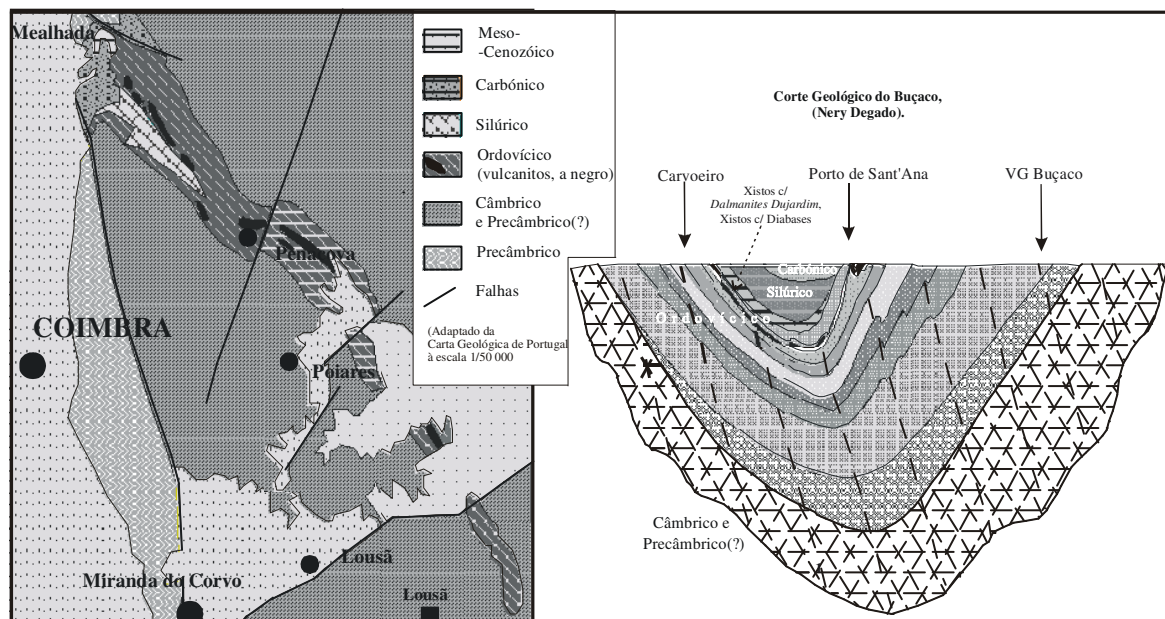 Mealhada
Penacova
COIMBRA
Poiares
Lousã
Miranda do Corvo
Lousã
Meso-
-Cenozóico
Carbónico
Silúrico
Ordovícico
(vulcanitos, a negro)
Câmbrico
e Precâmbrico(?)
Precâmbrico
Falhas
(Adaptado da
Carta Geológica de Portugal
à escala 1/50 000
Corte Geológico do Buçaco,
(Nery Degado).
Carvoeiro
Porto de Sant'Ana
VG Buçaco
Xistos c/
Dalmanites Dujardim,
Xistos c/ Diabases
Carbónico
Silúrico
Ordovícico
Câmbrico e
Precâmbrico(?)